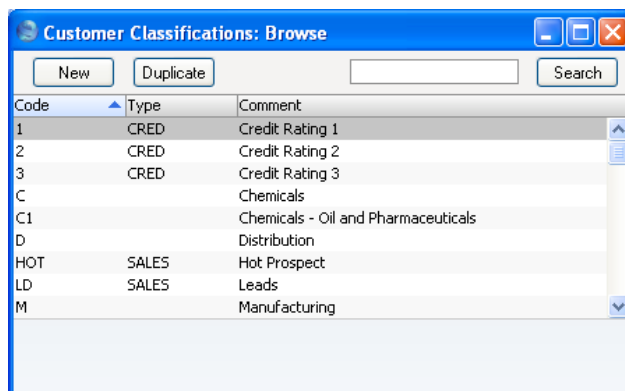 Customer Classifications: Browse
New Duplicate Search
Code Type Comment
1 CRED Credit Rating 1
2 CRED Credit Rating 2
3 CRED Credit Rating 3
C Chemicals
C1 Chemicals - Oil and Pharmaceuticals
D Distribution
HOT SALES Hot Prospect
LD SALES Leads
M Manufacturing